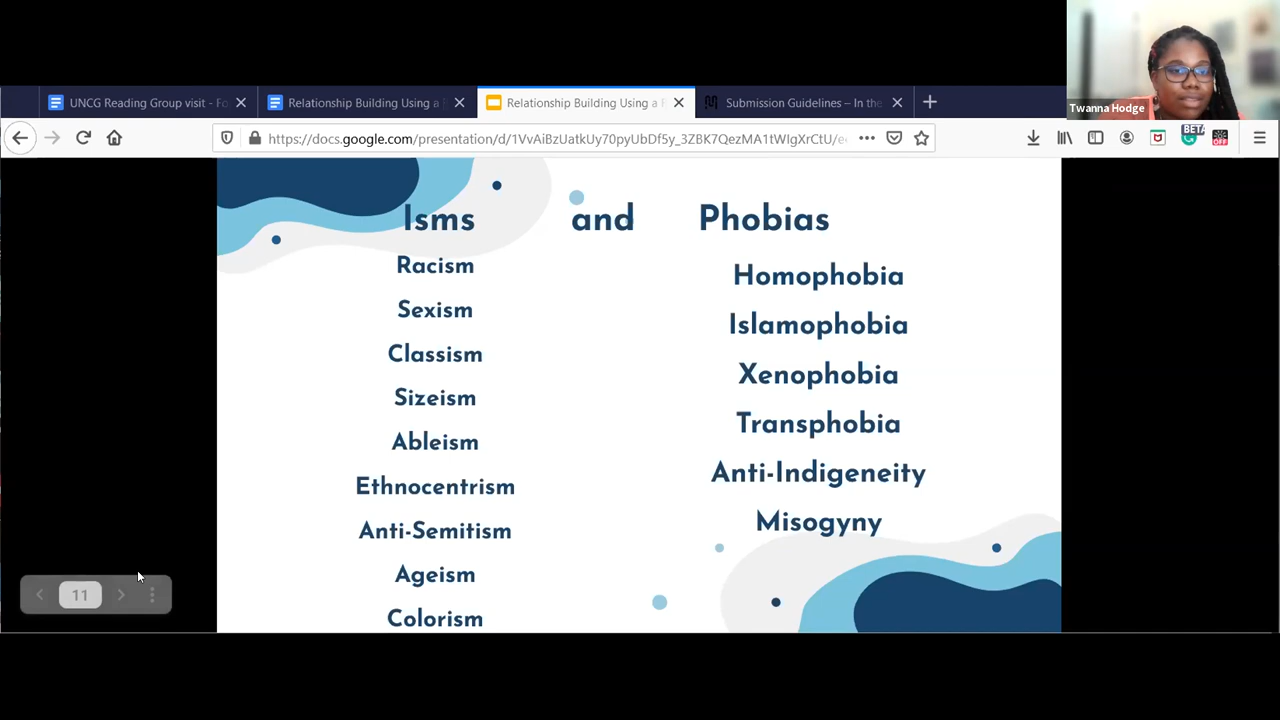 Twanna Hodge
UNCG Reading Group visit - Fo
Relationship Building Using a
Relationship Building Using a
Submission Guidelines – In the
https://docs.google.com/presentation/d/1VvAiBzUatkUy70pyUbDf5y_3ZBK7QezMA1tWIgXrCtU/e
BETA
OFF
Isms and Phobias
Racism
Sexism
Classism
Sizeism
Ableism
Ethnocentrism
Anti-Semitism
Ageism
Colorism
Homophobia
Islamophobia
Xenophobia
Transphobia
Anti-Indigeneity
Misogyny
11